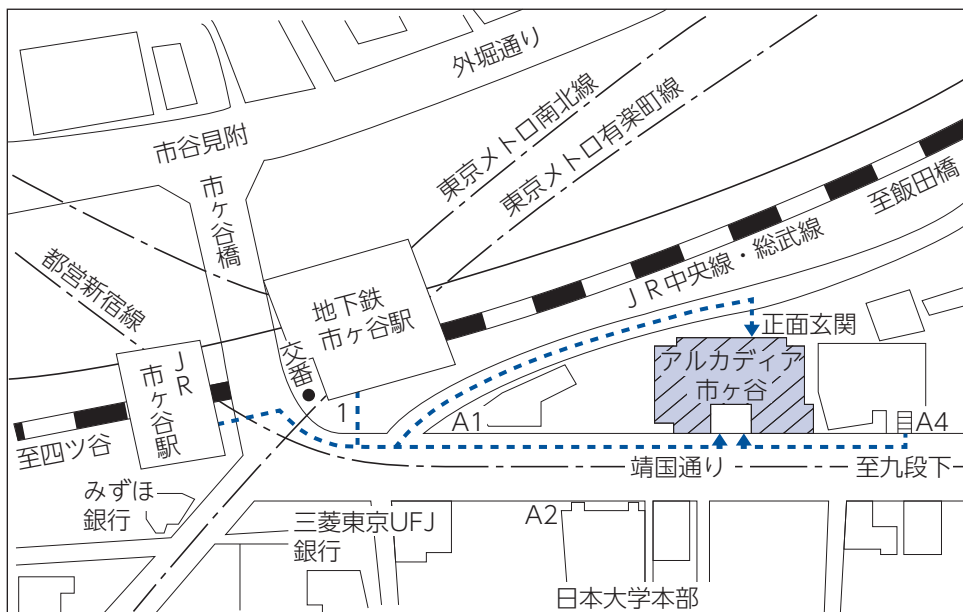 外堀通り
市谷見附
市ヶ谷橋
東京メトロ南北線
東京メトロ有楽町線
至飯田橋
JR中央線・総武線
都営新宿線
地下鉄
市ヶ谷駅
交番
正面玄関
アルカディア
市ヶ谷
JR
市ヶ谷駅
1
A1
A4
至四ツ谷
靖国通り
至九段下
みずほ
銀行
三菱東京UFJ
銀行
A2
日本大学本部